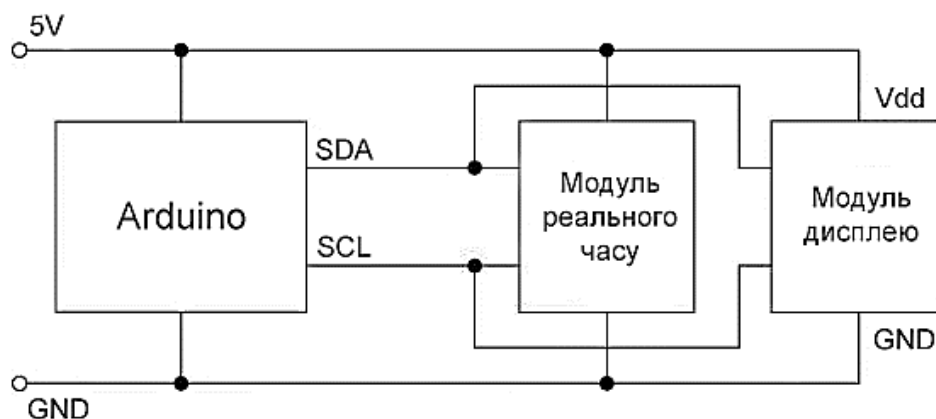 5V
Vdd
SDA
Arduino
SCL
Модуль
реального
часу
Модуль
дисплею
GND
GND